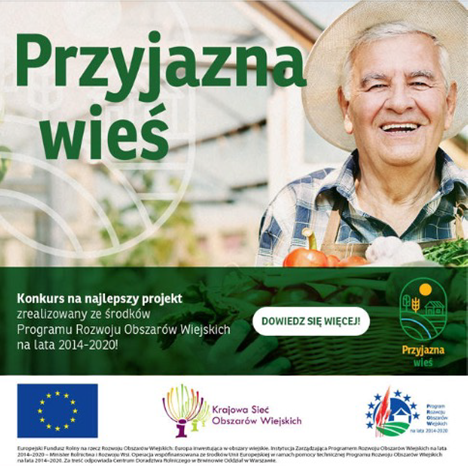 Przyjazna
wieś
Konkurs na najlepszy projekt
zrealizowany ze środków
Programu Rozwoju Obszarów Wiejskich
na lata 2014-2020!
DOWIEDZ SIĘ WIĘCEJ!
Przyjazna
wieś
Krajowa Sieć
Obszarów Wiejskich
Program
Rozwoju
Obszarów
Wiejskich
na lata 2014-2020
Europejski Fundusz Rolny na rzecz Rozwoju Obszarów Wiejskich: Europa inwestująca w obszary wiejskie. Instytucja Zarządzająca Programem Rozwoju Obszarów Wiejskich na lata
2014–2020 – Minister Rolnictwa i Rozwoju Wsi. Operacja współfinansowana ze środków Unii Europejskiej w ramach pomocy technicznej Programu Rozwoju Obszarów Wiejskich
na lata 2014-2020. Za treść odpowiada Centrum Doradztwa Rolniczego w Brwinowie Oddział w Warszawie.